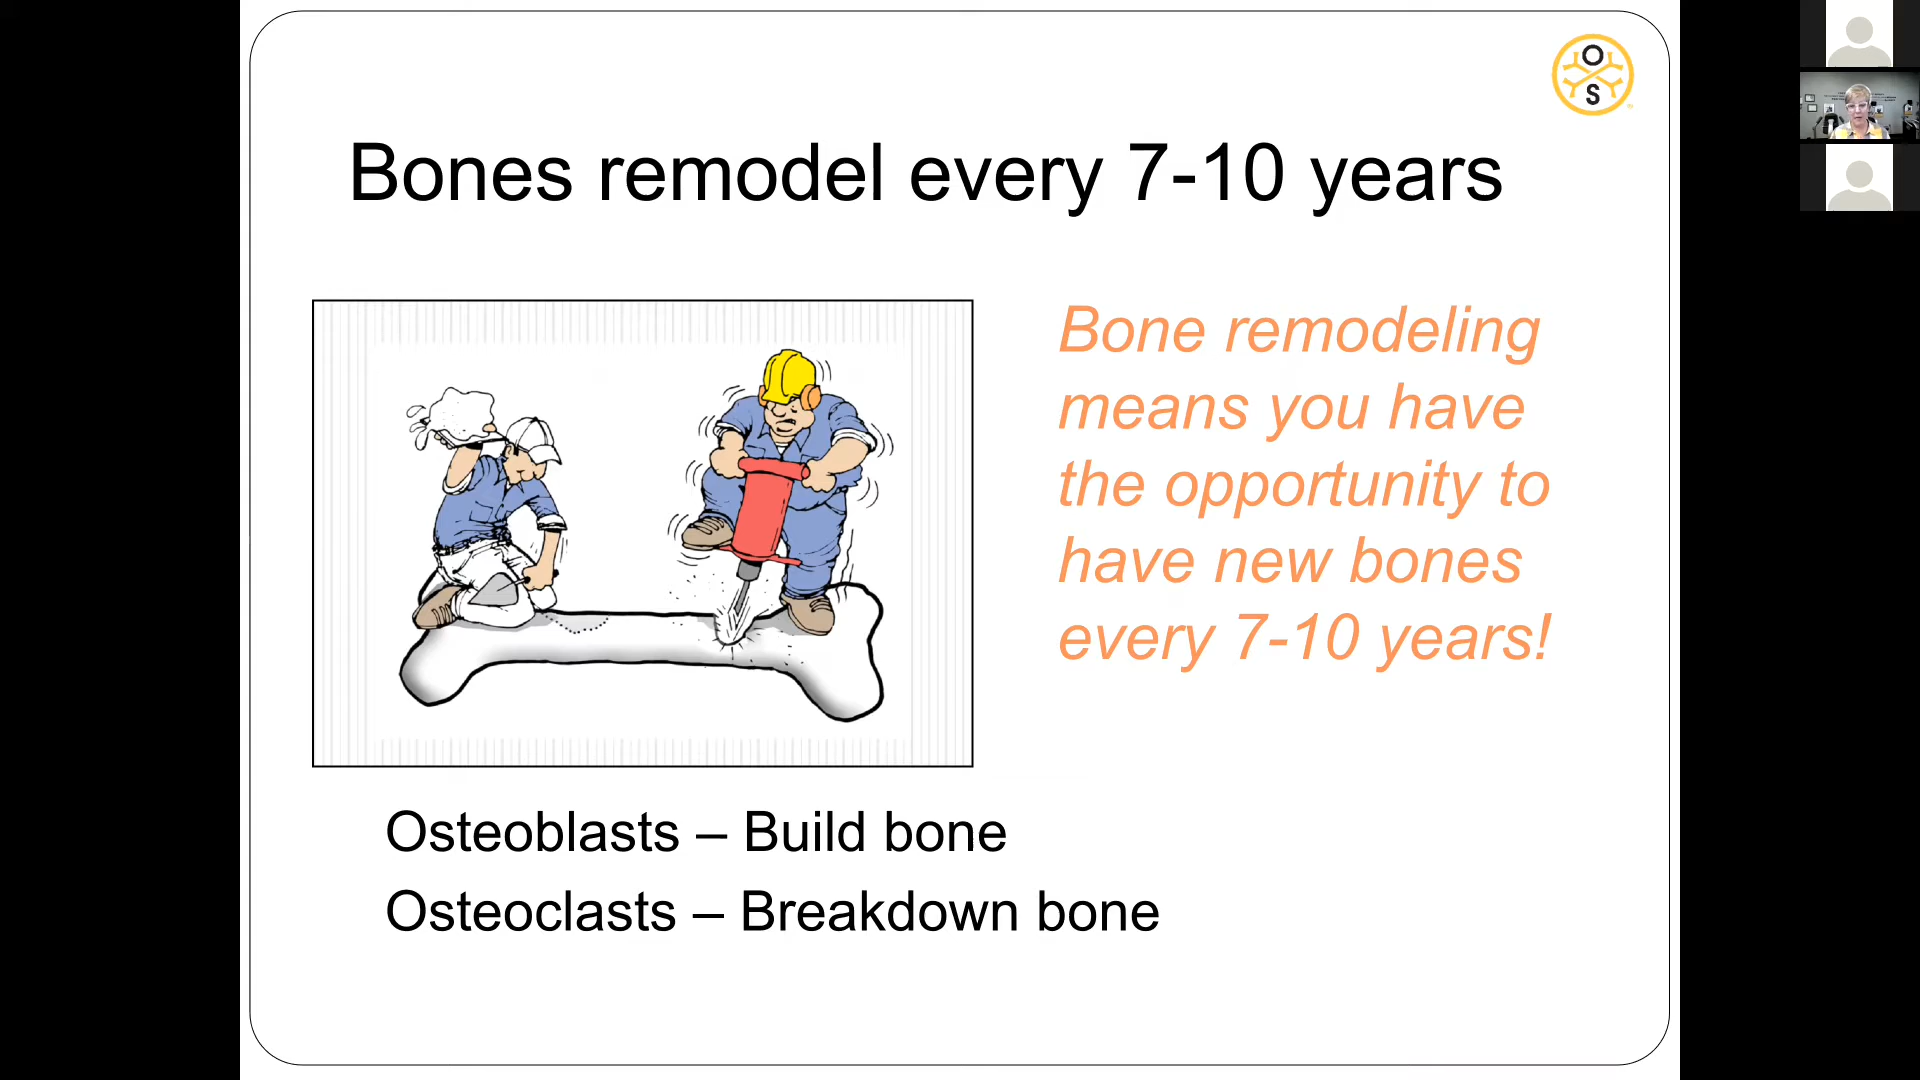 O
S
Bones remodel every 7-10 years
Bone remodeling
means you have
the opportunity to
have new bones
every 7-10 years!
Osteoblasts – Build bone
Osteoclasts – Breakdown bone